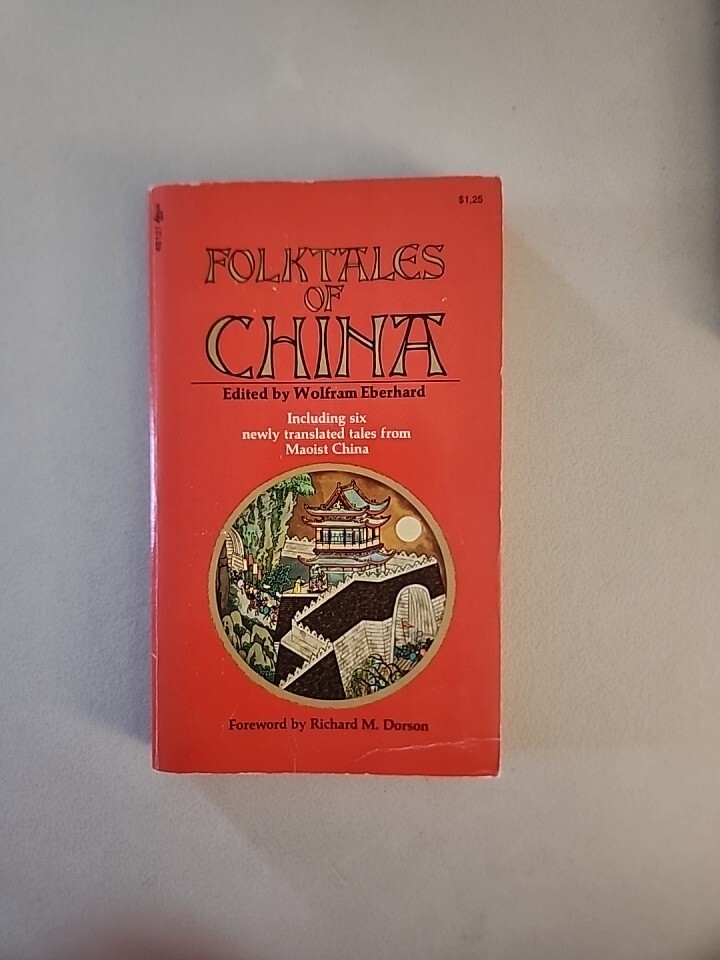 $1.25
FOLKTALES
OF
CHINA
Edited by Wolfram Eberhard
Including six
newly translated tales from
Maoist China
Foreword by Richard M. Dorson